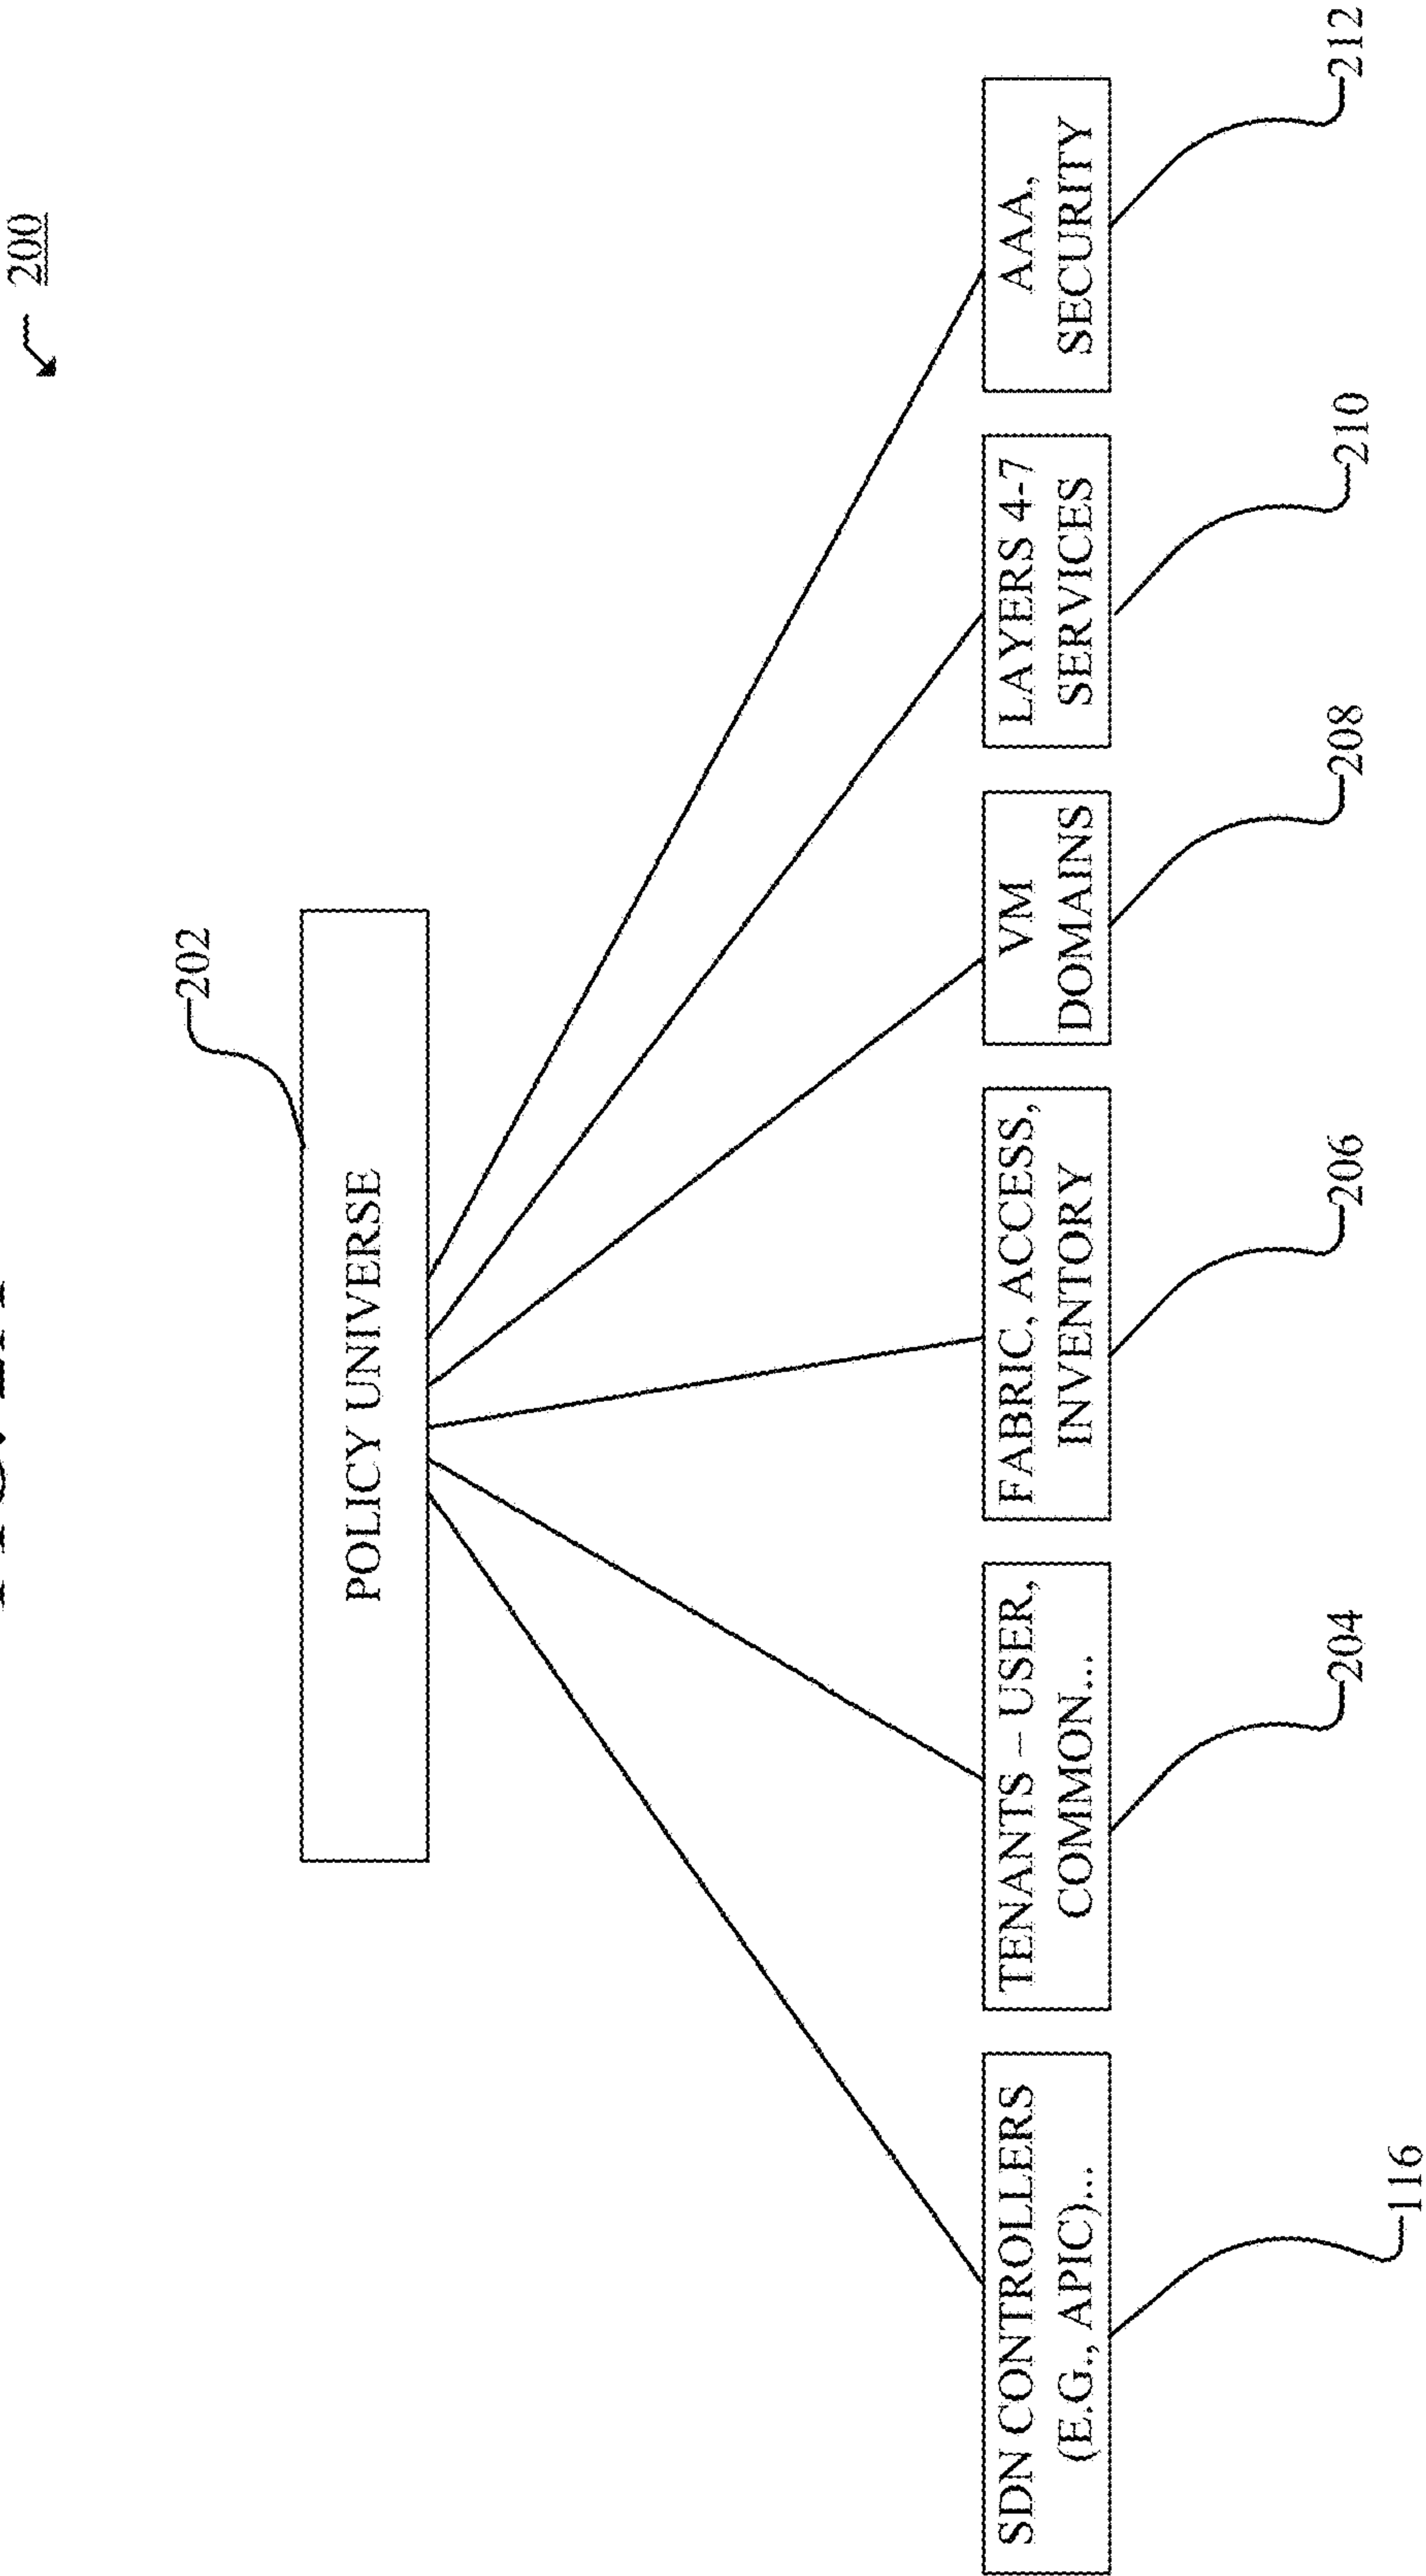 200
202
POLICY UNIVERSE
SDN CONTROLLERS
(E.G., APIC)...
TENANTS – USER,
COMMON...
FABRIC, ACCESS,
INVENTORY
VM
DOMAINS
LAYERS 4-7
SERVICES
AAA,
SECURITY
116
204
206
208
210
212